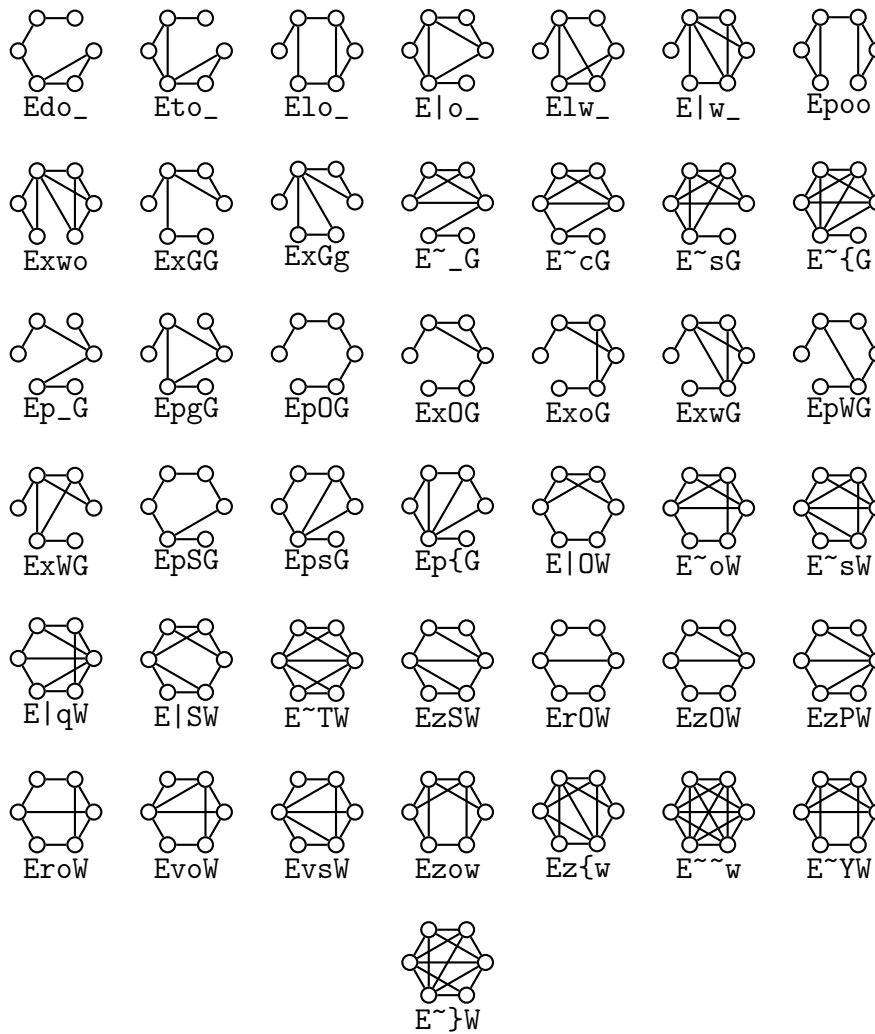 Edo_ Eto_ Elo_ E|o_ Elw_ E|w_ Epoo
Exwo ExGG ExGg E~_G E~cG E~sG E~{G
Ep_G EpgG EpOG ExOG ExoG ExwG EpWG
ExWG EpSG EpsG Ep{G E|OW E~oW E~sW
E|qW E|SW E~TW EzSW ErOW EzOW EzPW
EroW EvoW EvsW Ezow Ez{w E~~w E~YW
E~}W